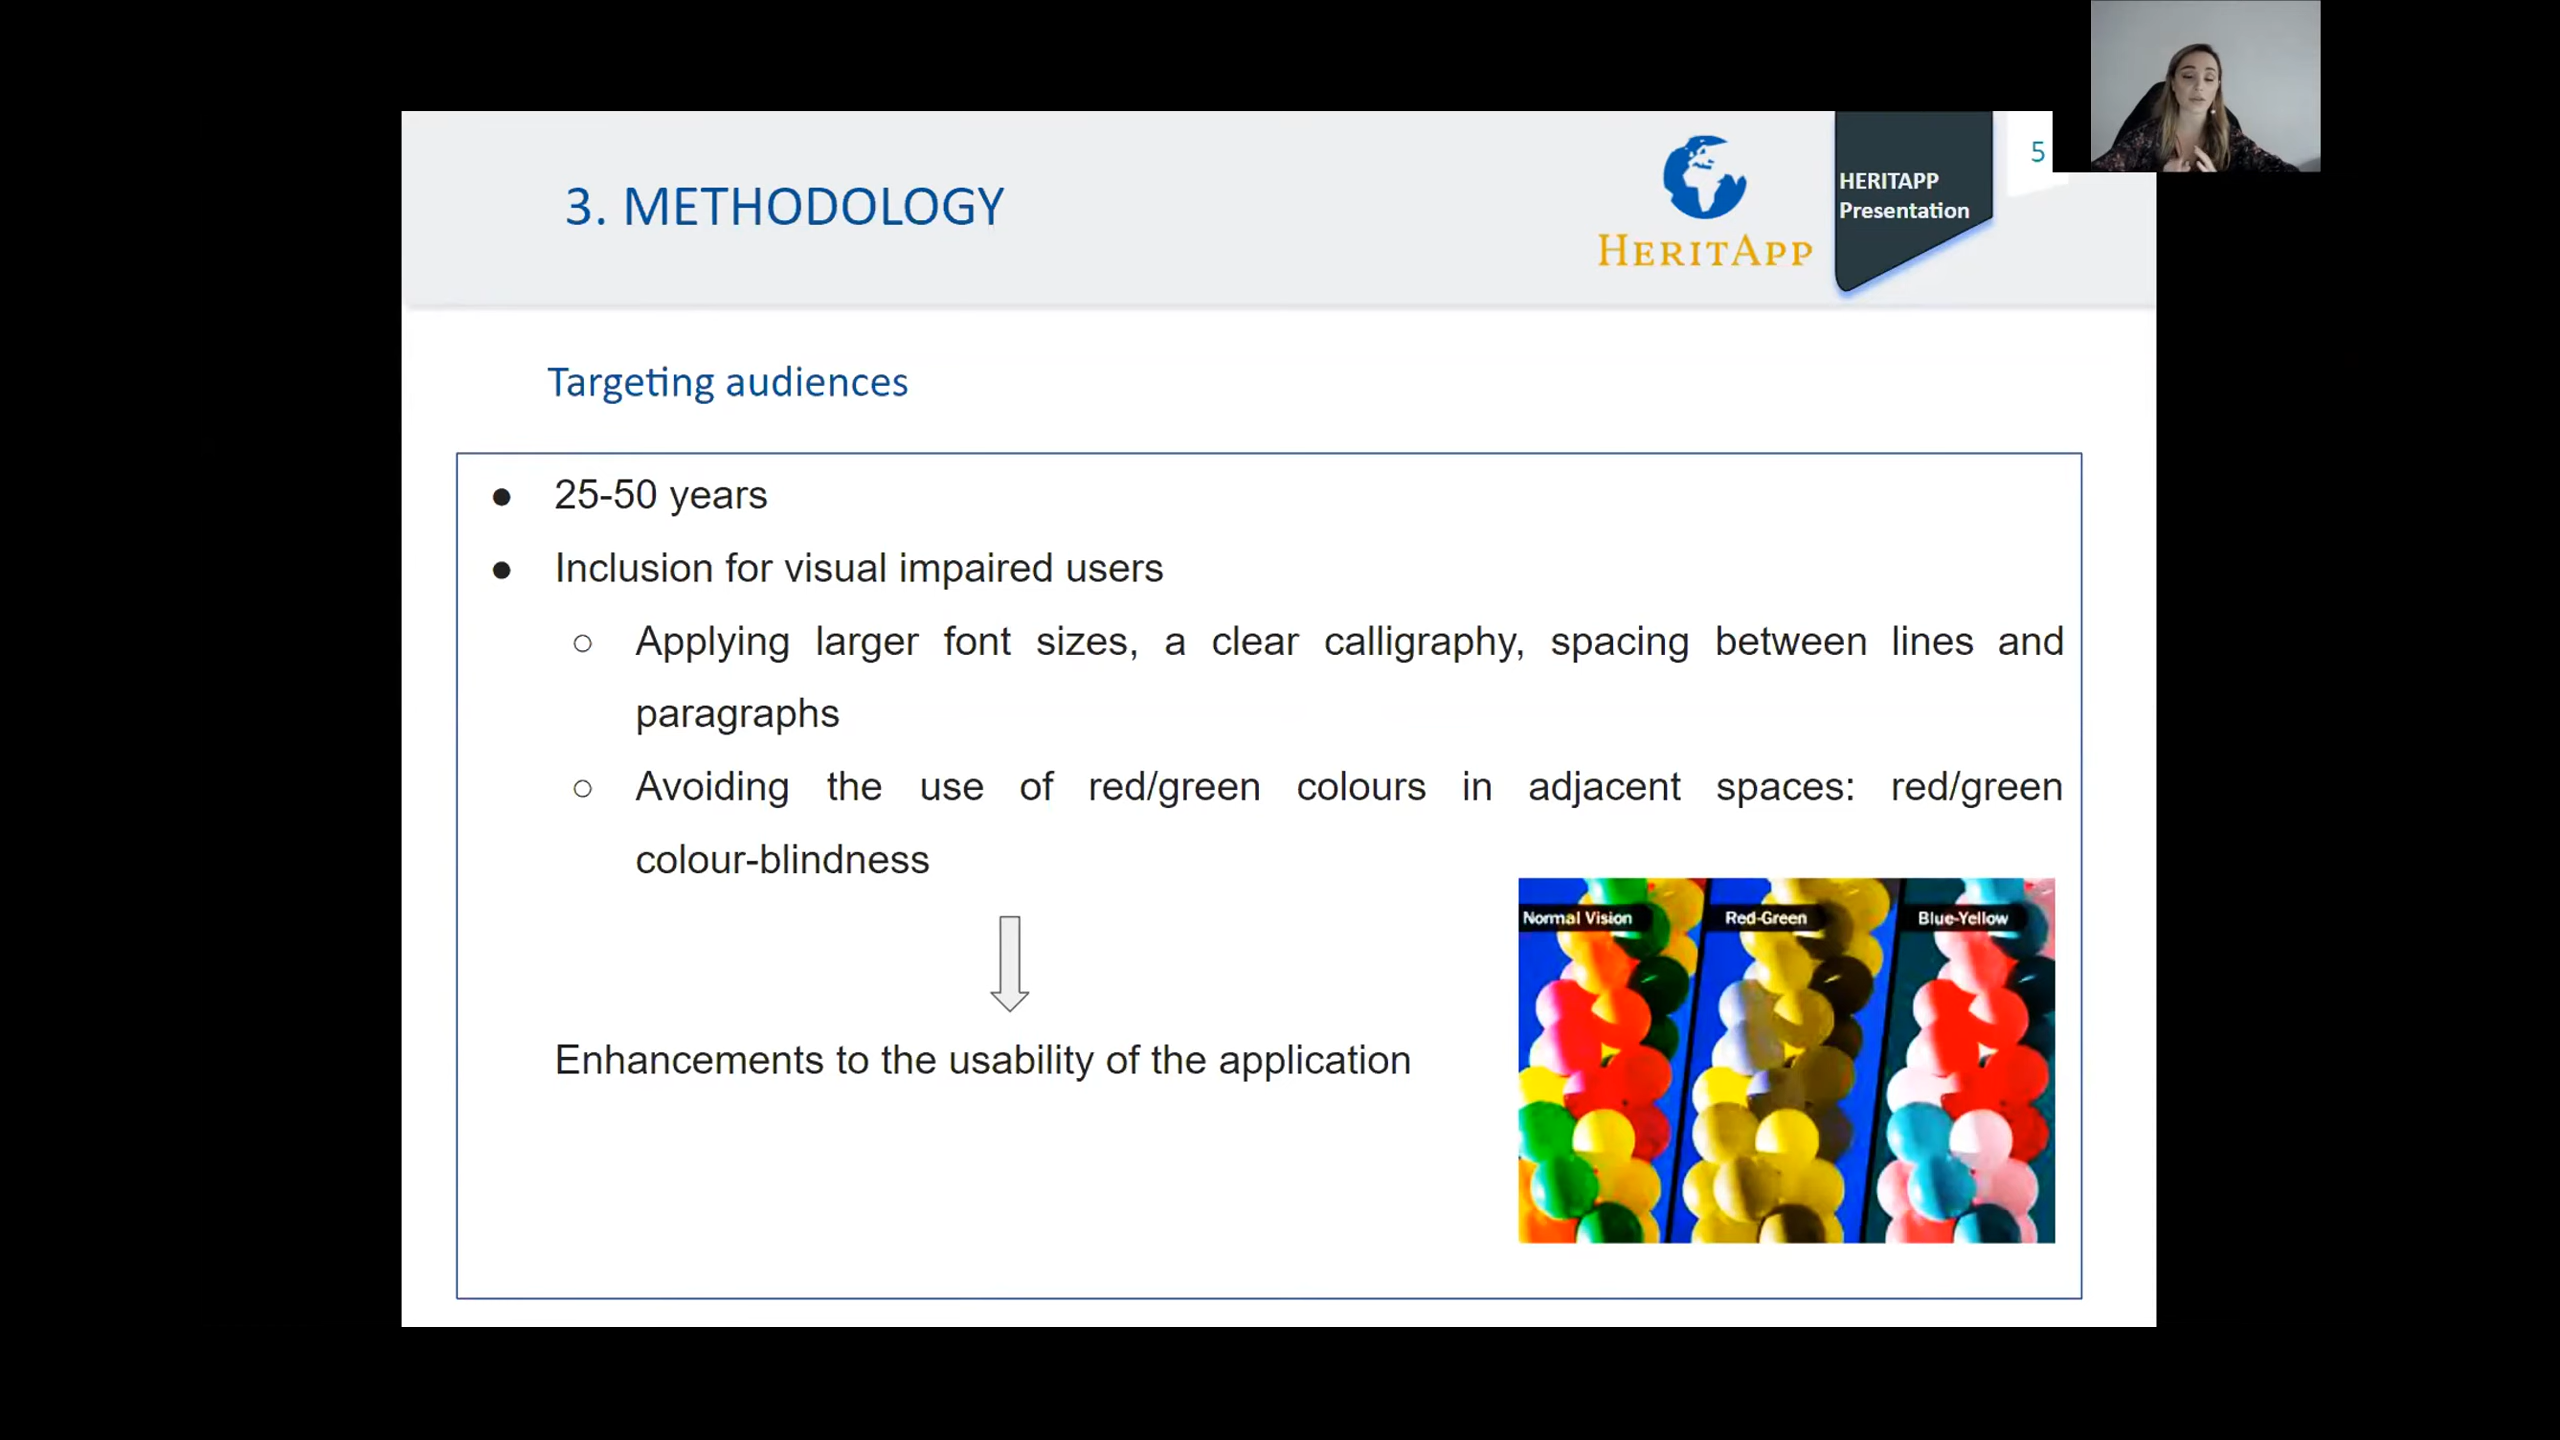 3. METHODOLOGY
HERITAPP
HERITAPP
Presentation
5
Targeting audiences
● 25-50 years
● Inclusion for visual impaired users
○ Applying larger font sizes, a clear calligraphy, spacing between lines and
paragraphs
○ Avoiding the use of red/green colours in adjacent spaces: red/green
colour-blindness
Enhancements to the usability of the application
Normal Vision
Red-Green
Blue-Yellow